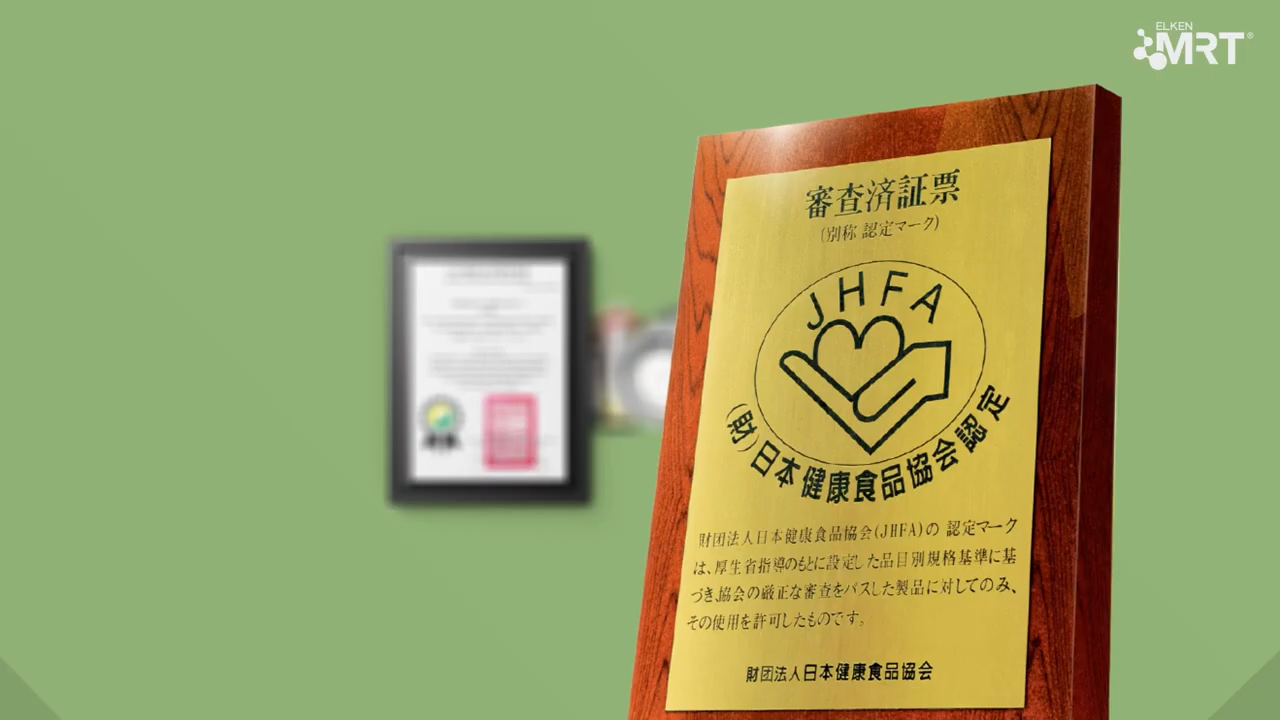 ELKEN
MRT®
審査済証票
(別称 認定マーク)
JHFA
(財)日本健康食品協会認定
財団法人日本健康食品協会(JHFA)の 認定マーク
は、厚生省指導のもとに設定した品目別規格基準に基
づき、協会の厳正な審査をパスした製品に対してのみ、
その使用を許可したものです。
財団法人日本健康食品協会